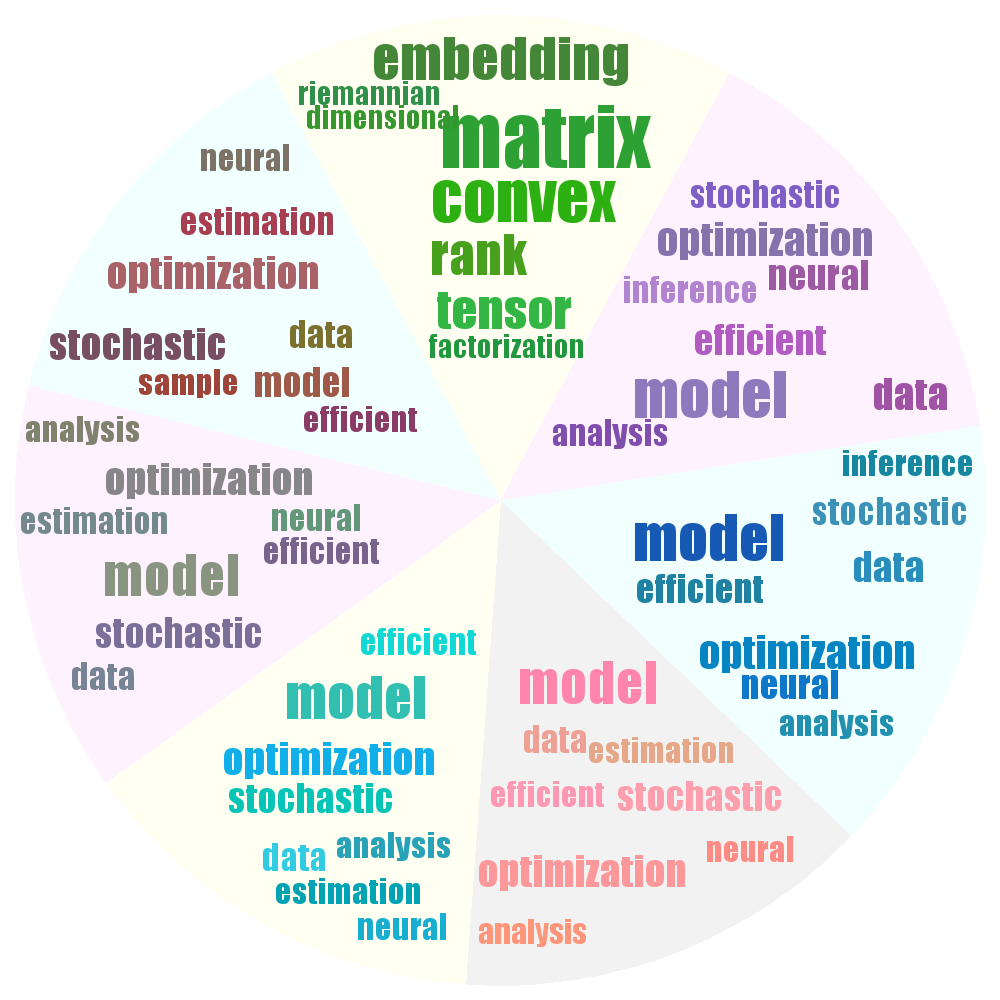 embedding
riemannian
dimensional
matrix
convex
rank
tensor
factorization
stochastic
optimization
inference
neural
efficient
model
data
analysis
inference
stochastic
model
data
efficient
optimization
neural
analysis
model
data
estimation
efficient
stochastic
neural
optimization
analysis
efficient
model
optimization
stochastic
analysis
data
estimation
neural
analysis
optimization
estimation
neural
efficient
model
stochastic
data
neural
estimation
optimization
stochastic
data
sample
model
efficient